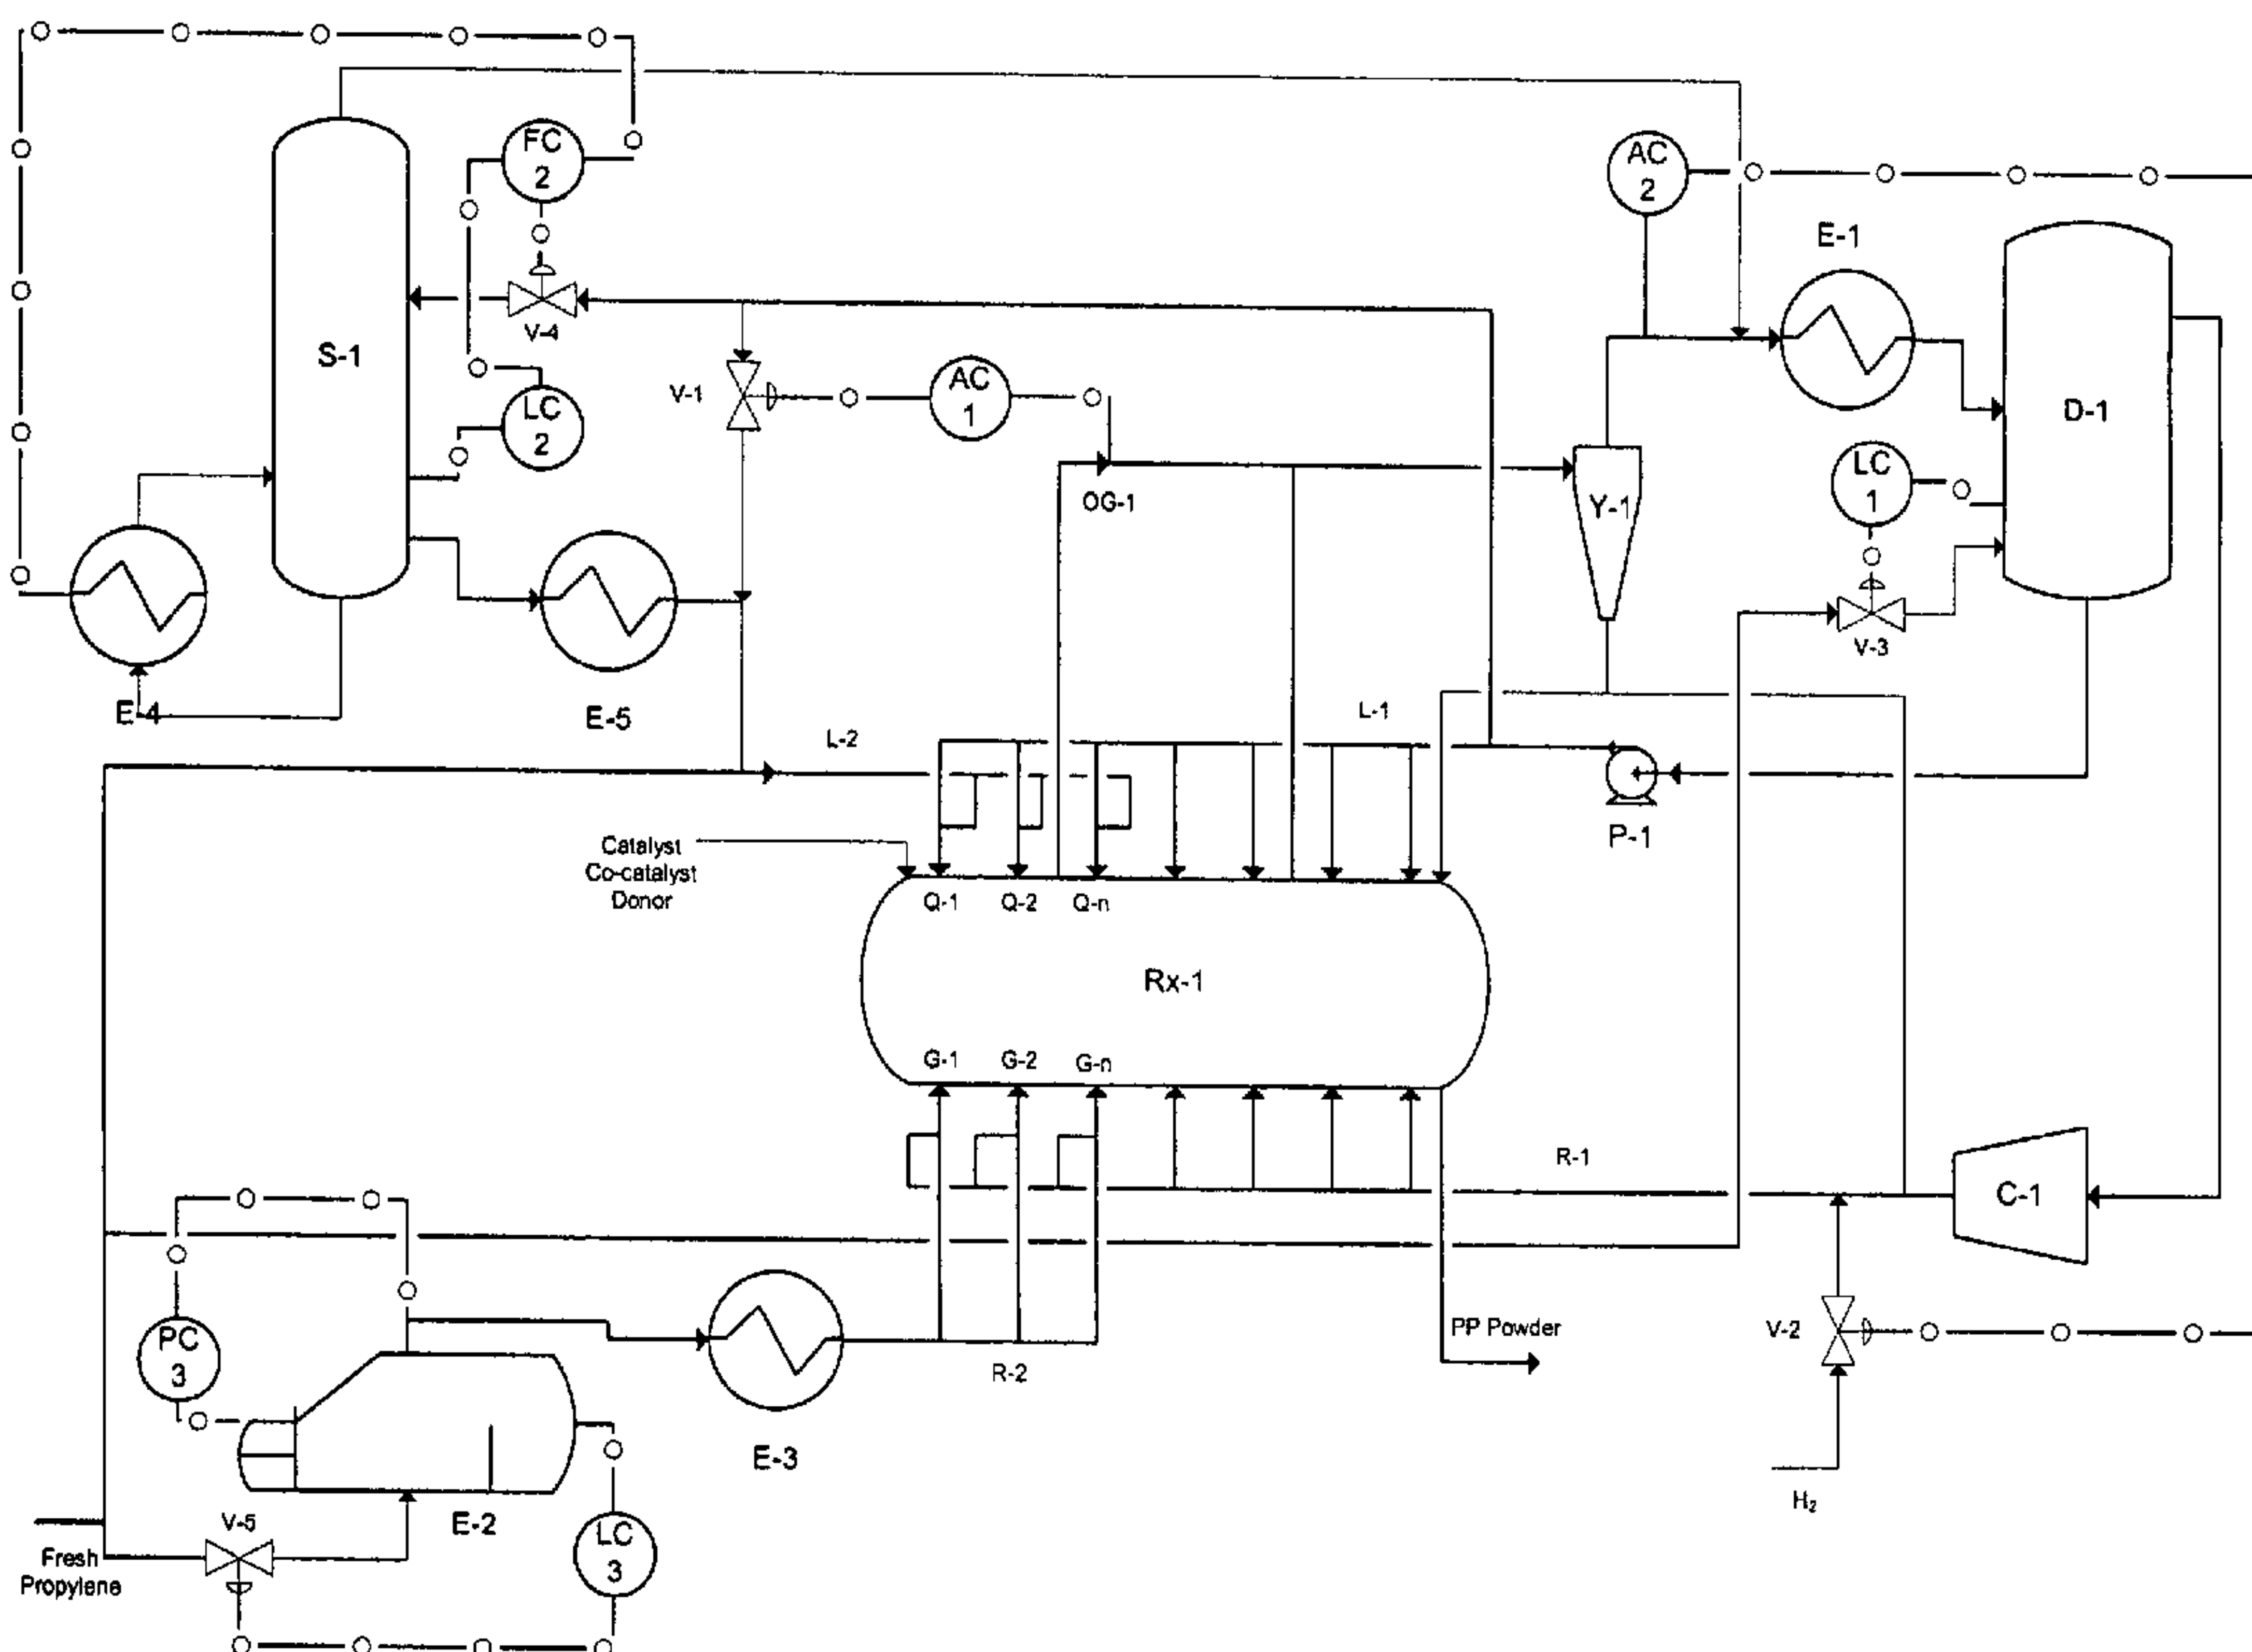 FC
2
AC
2
E-1
S-1
V-4
V-1
AC
1
LC
2
D-1
LC
1
OG-1
Y-1
V-3
E-4
E-5
L-2
L-1
P-1
Catalyst
Co-catalyst
Donor
Q-1
Q-2
Q-n
Rx-1
G-1
G-2
G-n
R-1
C-1
PC
3
R-2
PP Powder
V-2
E-3
H2
V-5
E-2
LC
3
Fresh
Propylene